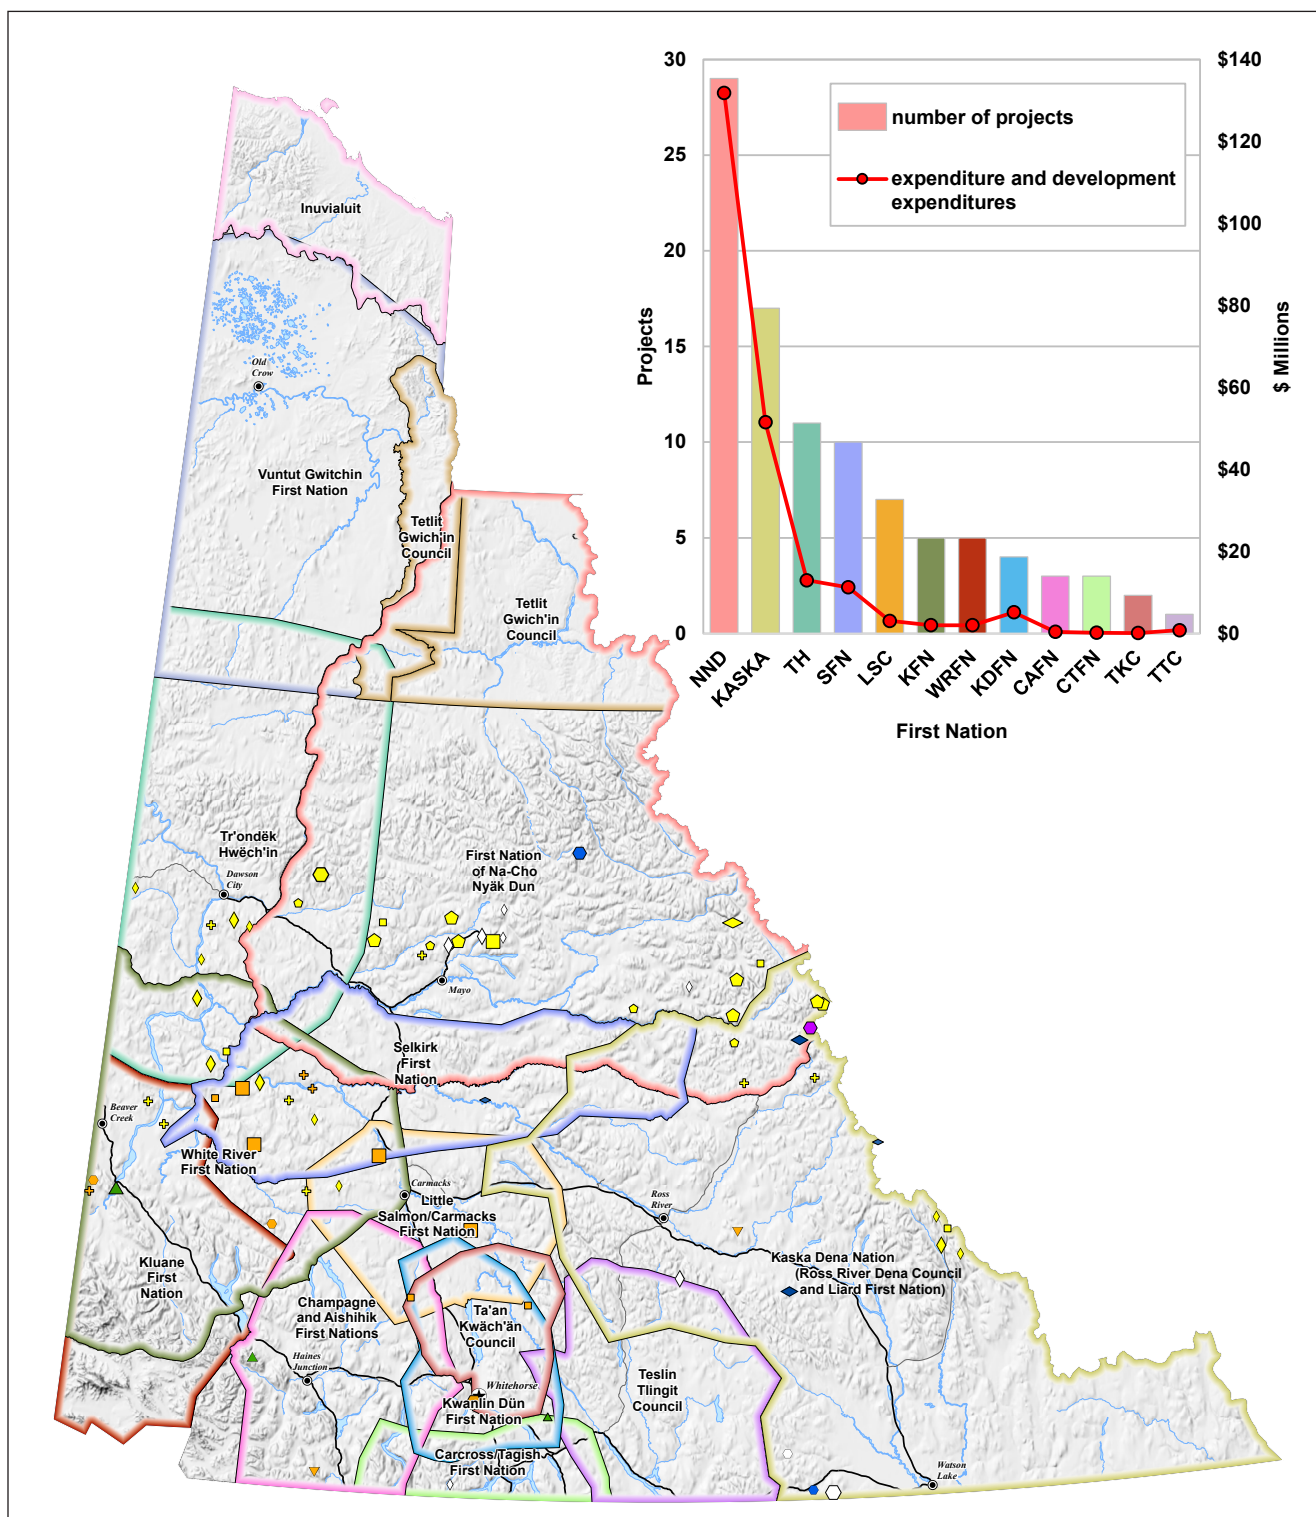 30
25
20
15
10
5
0
Projects
$140
$120
$100
$80
$60
$40
$20
$0
$ Millions
number of projects
expenditure and development
expenditures
NND
KASKA
TH
SFN
LSC
KFN
WRFN
KDFN
CAFN
CTFN
TKC
TTC
First Nation
Inuvialuit
Old
Crow
Vuntut Gwitchin
First Nation
Tetlit
Gwich'in
Council
Tetlit
Gwich'in
Council
Tr'ondëk
Hwëch'in
Dawson
City
First Nation
of Na-Cho
Nyäk Dun
Mayo
Selkirk
First
Nation
Beaver
Creek
White River
First Nation
Carmacks
Little
Salmon/Carmacks
First Nation
Ross
River
Kluane
First
Nation
Kaska Dena Nation
(Ross River Dena Council
and Liard First Nation)
Champagne
and Aishihik
First Nations
Ta'an
Kwäch'än
Council
Haines
Junction
Whitehorse
Kwanlin Dün
First Nation
Teslin
Tlingit
Council
Carcross/Tagish
First Nation
Watson
Lake